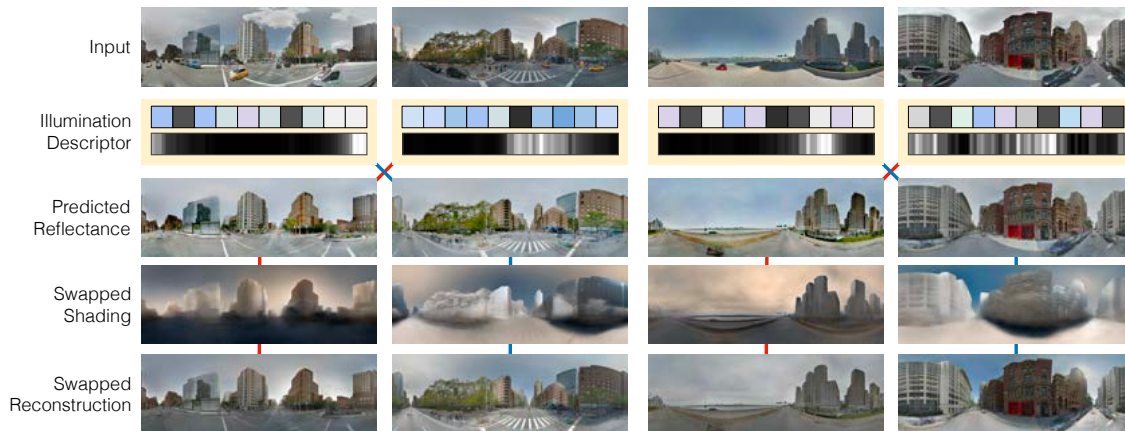 Input
Illumination
Descriptor
Predicted
Reflectance
Swapped
Shading
Swapped
Reconstruction